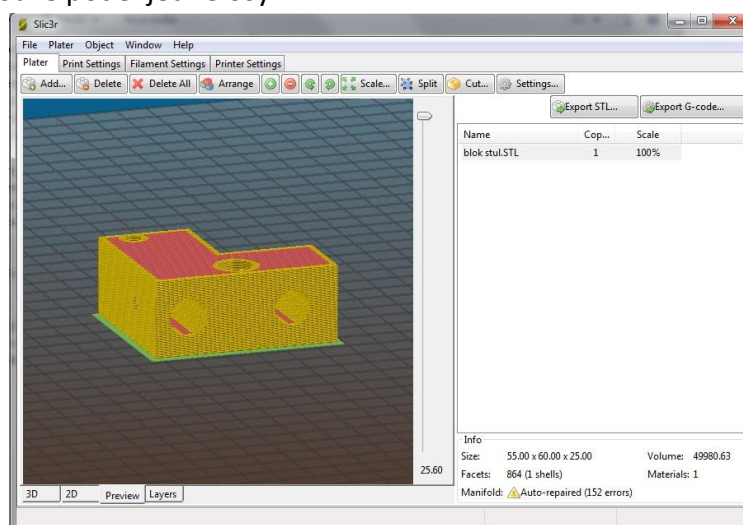 Slic3r
File Plater Object Window Help
Plater Print Settings Filament Settings Printer Settings
Add... Delete Delete All Arrange Scale... Split Cut... Settings...
Export STL... Export G-code...
Name Cop... Scale
blok stul.STL 1 100%
Info
Size: 55.00 x 60.00 x 25.00 Volume: 49980.63
Facets: 864 (1 shells) Materials: 1
Manifold: Auto-repaired (152 errors)
25.60
3D 2D Preview Layers